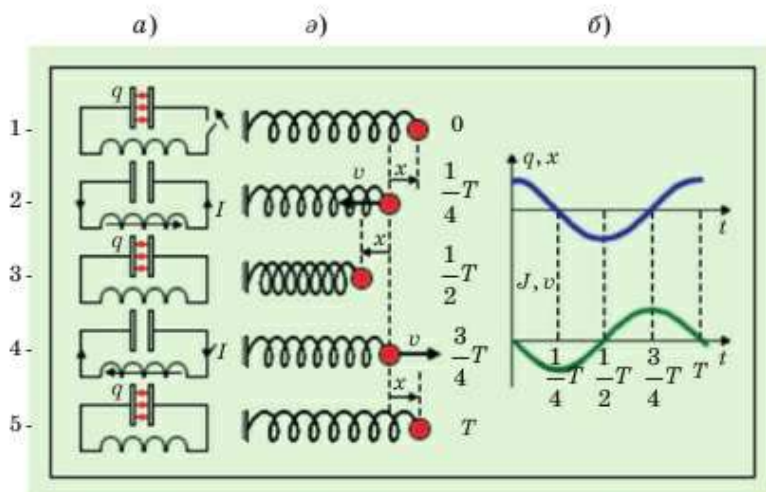 а) ә) б)
q
1- 0
v x
2- I 1/4 T
x
q
3- 1/2 T
4- I v 3/4 T
q x
5- T
q, x
t
J, v
t
1/4 T 1/2 T 3/4 T T